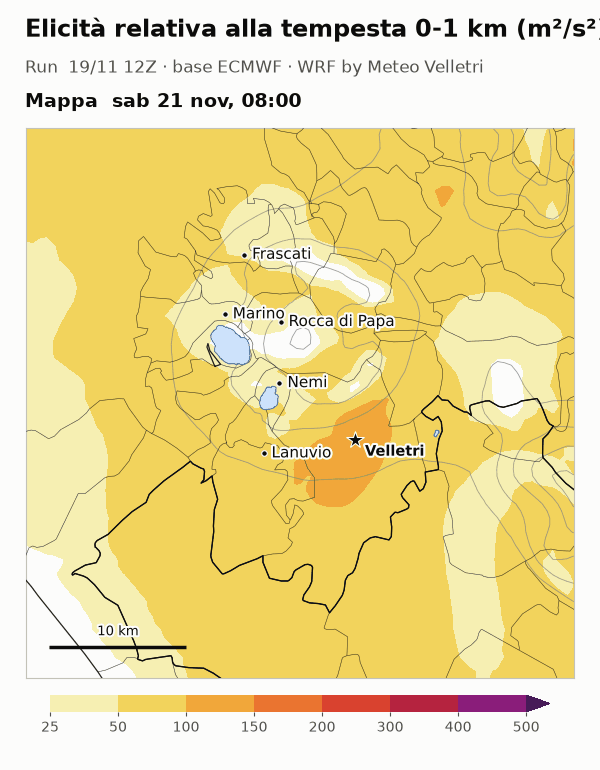 Elicità relativa alla tempesta 0-1 km (m²/s²)
Run 19/11 12Z · base ECMWF · WRF by Meteo Velletri
Mappa sab 21 nov, 08:00
Frascati
Marino
Rocca di Papa
Nemi
Velletri
Lanuvio
10 km
25 50 100 150 200 300 400 500